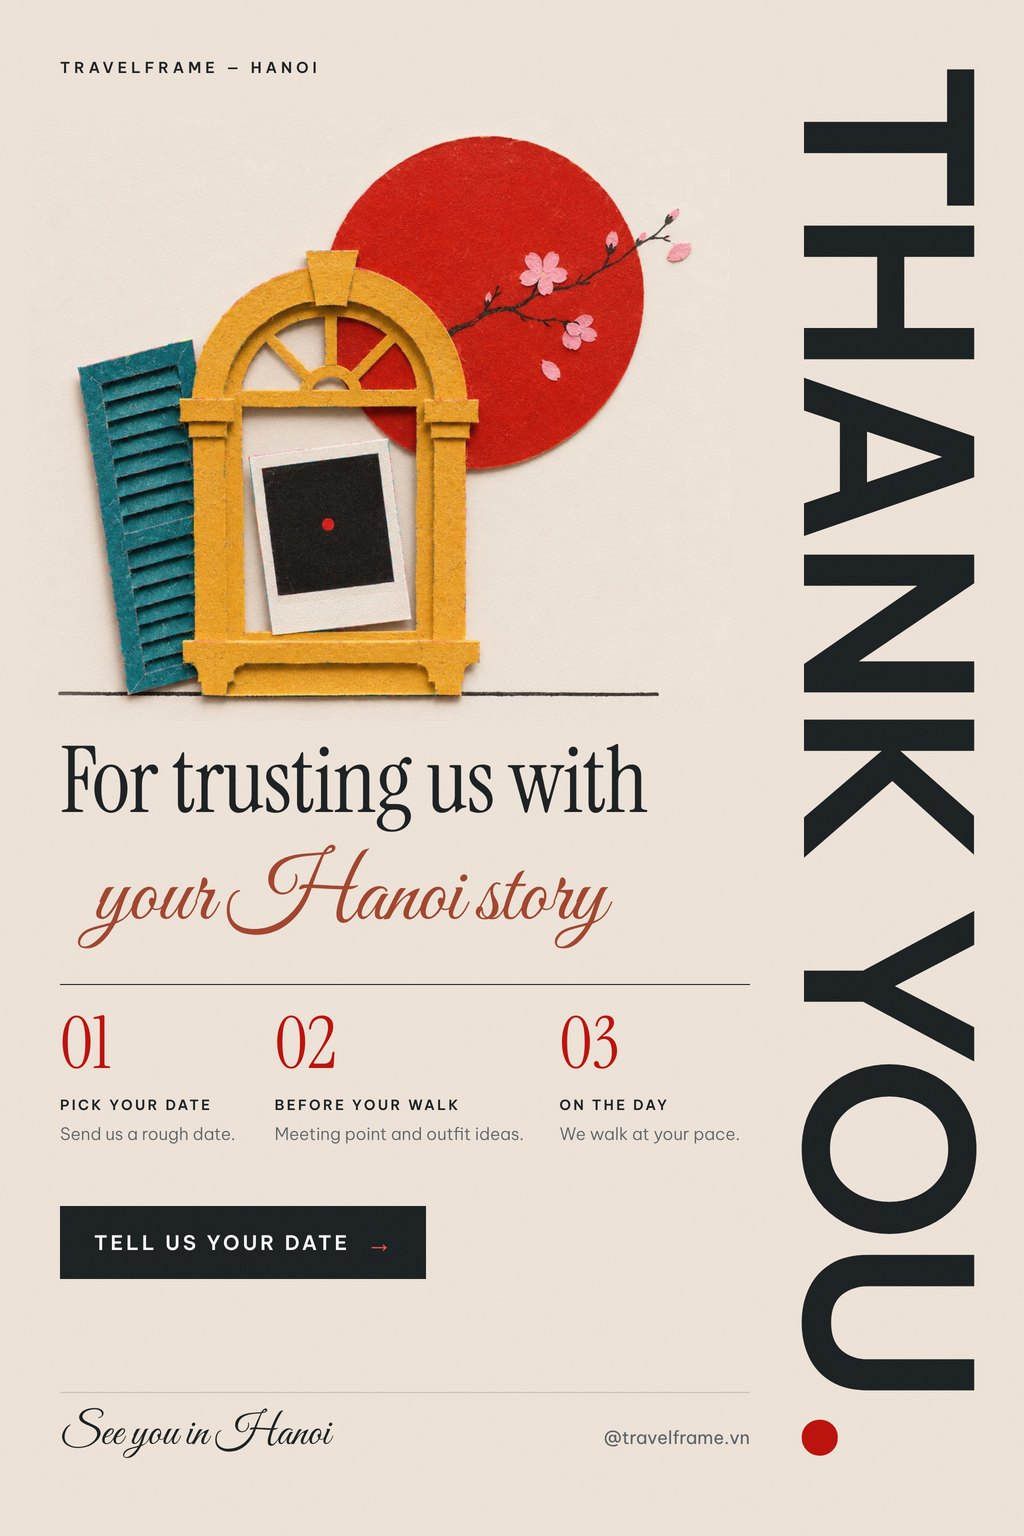 TRAVELFRAME – HANOI
THANK YOU
For trusting us with
your Hanoi story
01
PICK YOUR DATE
Send us a rough date.
02
BEFORE YOUR WALK
Meeting point and outfit ideas.
03
ON THE DAY
We walk at your pace.
TELL US YOUR DATE →
See you in Hanoi
@travelframe.vn